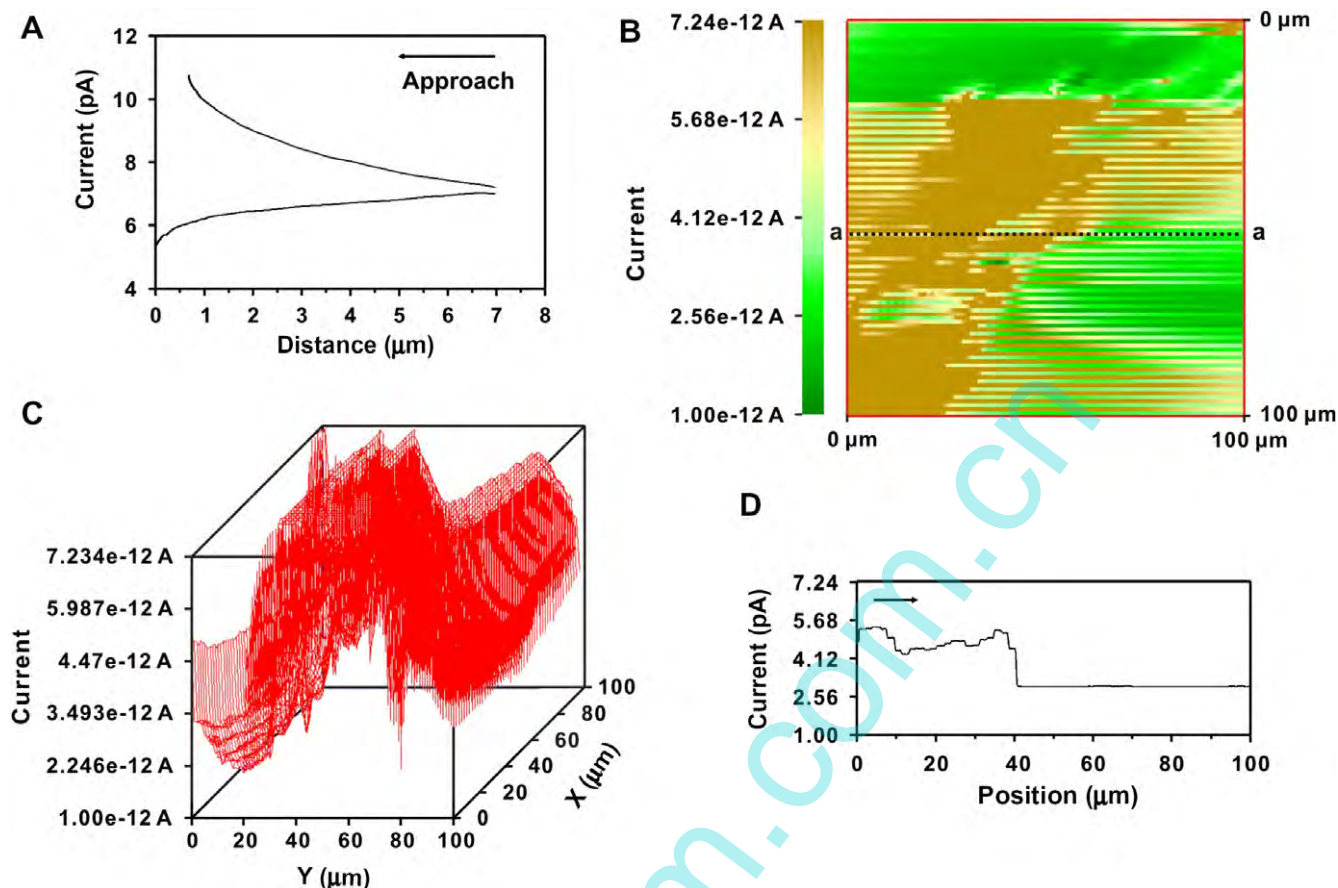 A
12
10
8
6
4
Current (pA)
Approach
0 1 2 3 4 5 6 7 8
Distance (µm)
B
7.24e-12 A
5.68e-12 A
4.12e-12 A
2.56e-12 A
1.00e-12 A
Current
0 µm
a a
100 µm
0 µm 100 µm
C
7.234e-12 A
5.987e-12 A
4.47e-12 A
3.493e-12 A
2.246e-12 A
1.00e-12 A
Current
0 20 40 60 80 100
Y (µm)
0 20 40 60 80 100
X (µm)
D
7.24
5.68
4.12
2.56
1.00
Current (pA)
0 20 40 60 80 100
Position (µm)
.com.cn